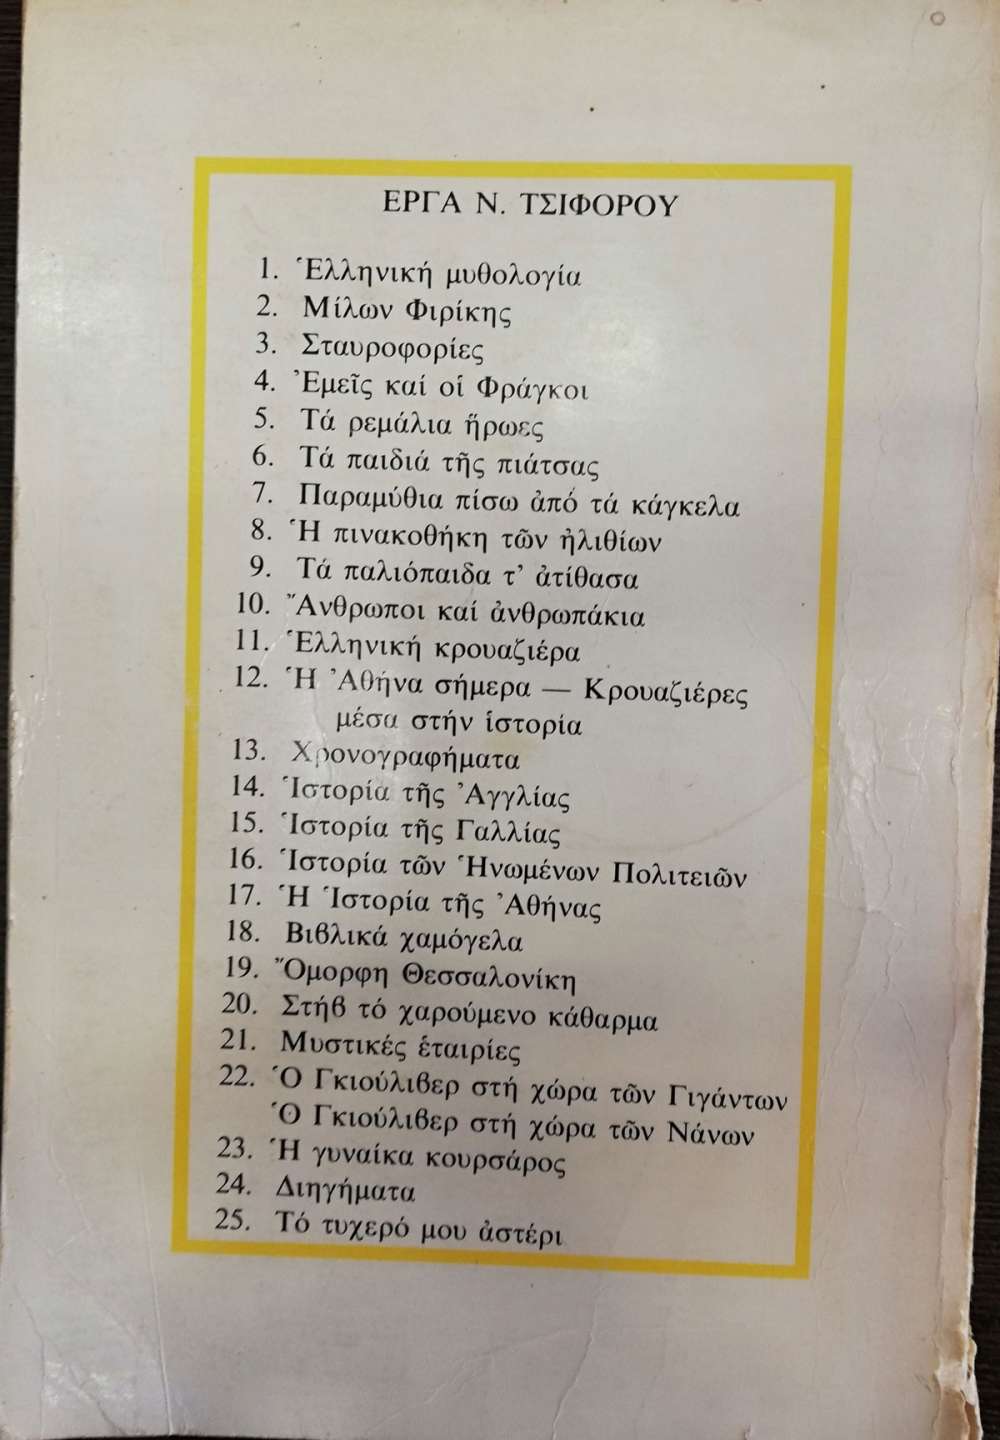 ΕΡΓΑ Ν. ΤΣΙΦΟΡΟΥ
1. Ἑλληνική μυθολογία
2. Μίλων Φιρίκης
3. Σταυροφορίες
4. Ἐμεῖς καί οἱ Φράγκοι
5. Τά ρεμάλια ἥρωες
6. Τά παιδιά τῆς πιάτσας
7. Παραμύθια πίσω ἀπό τά κάγκελα
8. Ἡ πινακοθήκη τῶν ἠλιθίων
9. Τά παλιόπαιδα τ’ ἀτίθασα
10. Ἄνθρωποι καί ἀνθρωπάκια
11. Ἑλληνική κρουαζιέρα
12. Ἡ Ἀθήνα σήμερα — Κρουαζιέρες
μέσα στήν ἱστορία
13. Χρονογραφήματα
14. Ἱστορία τῆς Ἀγγλίας
15. Ἱστορία τῆς Γαλλίας
16. Ἱστορία τῶν Ἡνωμένων Πολιτειῶν
17. Ἡ Ἱστορία τῆς Ἀθήνας
18. Βιβλικά χαμόγελα
19. Ὄμορφη Θεσσαλονίκη
20. Στήβ τό χαρούμενο κάθαρμα
21. Μυστικές ἑταιρίες
22. Ὁ Γκιούλιβερ στή χώρα τῶν Γιγάντων
Ὁ Γκιούλιβερ στή χώρα τῶν Νάνων
23. Ἡ γυναίκα κουρσάρος
24. Διηγήματα
25. Τό τυχερό μου ἀστέρι